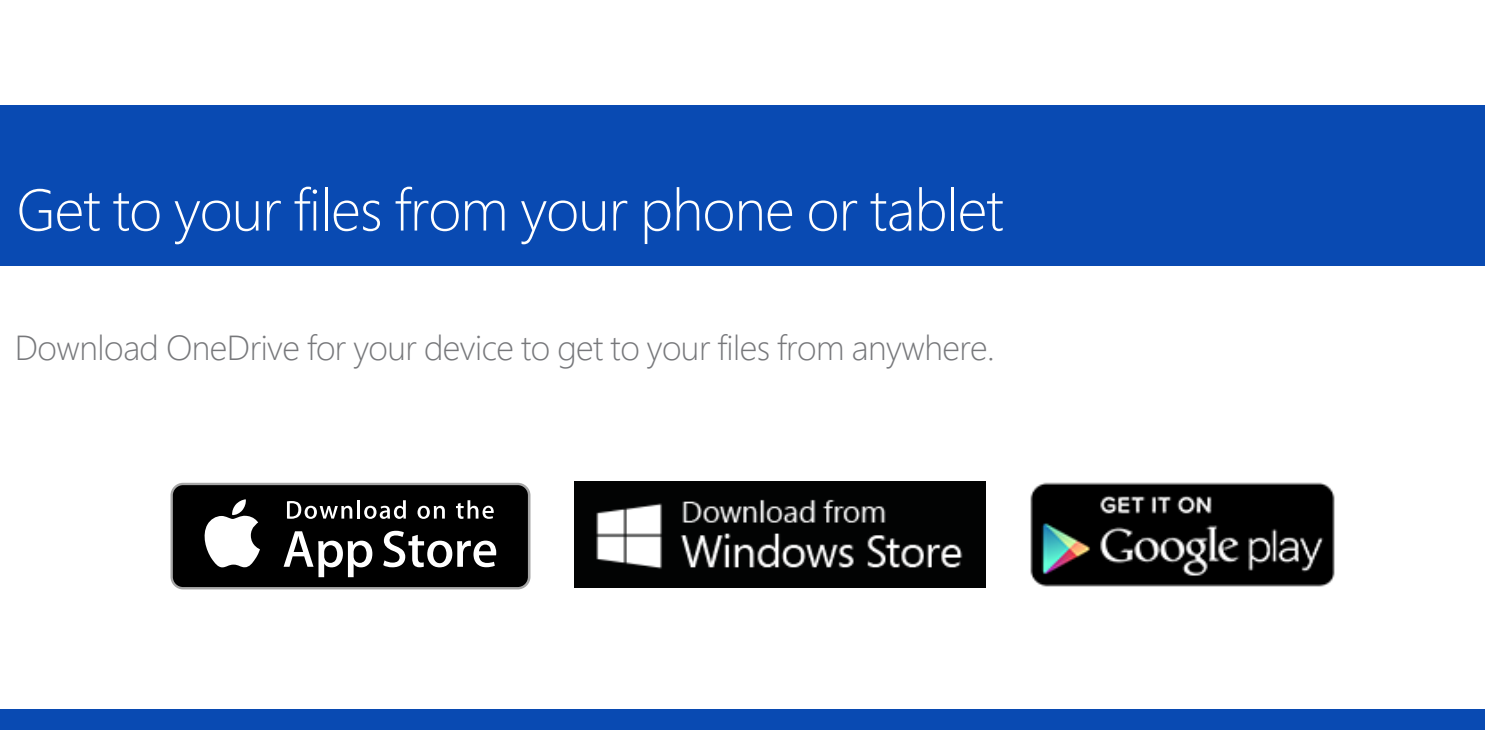 Get to your files from your phone or tablet
Download OneDrive for your device to get to your files from anywhere.
Download on the
App Store
Download from
Windows Store
GET IT ON
Google play